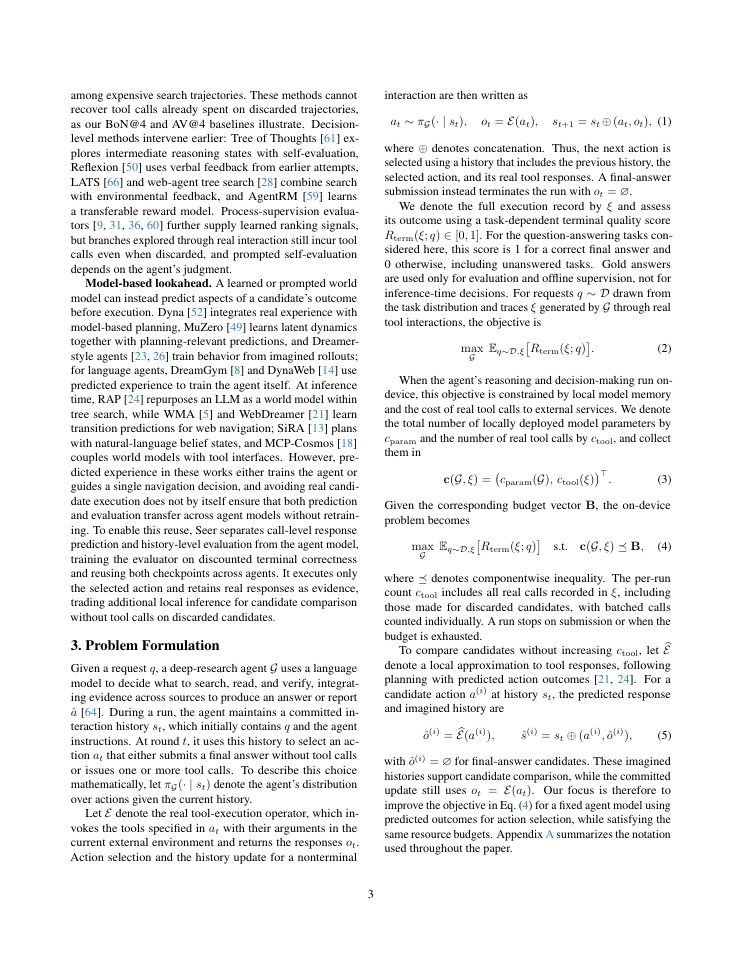 among expensive search trajectories. These methods cannot
recover tool calls already spent on discarded trajectories,
as our BoN@4 and AV@4 baselines illustrate. Decision-
level methods intervene earlier: Tree of Thoughts [61] ex-
plores intermediate reasoning states with self-evaluation,
Reflexion [50] uses verbal feedback from earlier attempts,
LATS [66] and web-agent tree search [28] combine search
with environmental feedback, and AgentRM [59] learns
a transferable reward model. Process-supervision evalua-
tors [9, 31, 36, 60] further supply learned ranking signals,
but branches explored through real interaction still incur tool
calls even when discarded, and prompted self-evaluation
depends on the agent's judgment.
Model-based lookahead. A learned or prompted world
model can instead predict aspects of a candidate's outcome
before execution. Dyna [52] integrates real experience with
model-based planning, MuZero [49] learns latent dynamics
together with planning-relevant predictions, and Dreamer-
style agents [23, 26] train behavior from imagined rollouts;
for language agents, DreamGym [8] and DynaWeb [14] use
predicted experience to train the agent itself. At inference
time, RAP [24] repurposes an LLM as a world model within
tree search, while WMA [5] and WebDreamer [21] learn
transition predictions for web navigation; SiRA [13] plans
with natural-language belief states, and MCP-Cosmos [18]
couples world models with tool interfaces. However, pre-
dicted experience in these works either trains the agent or
guides a single navigation decision, and avoiding real candi-
date execution does not by itself ensure that both prediction
and evaluation transfer across agent models without retrain-
ing. To enable this reuse, Seer separates call-level response
prediction and history-level evaluation from the agent model,
training the evaluator on discounted terminal correctness
and reusing both checkpoints across agents. It executes only
the selected action and retains real responses as evidence,
trading additional local inference for candidate comparison
without tool calls on discarded candidates.
3. Problem Formulation
Given a request q, a deep-research agent 𝒢 uses a language
model to decide what to search, read, and verify, integrat-
ing evidence across sources to produce an answer or report
â [64]. During a run, the agent maintains a committed in-
teraction history s_t, which initially contains q and the agent
instructions. At round t, it uses this history to select an ac-
tion a_t that either submits a final answer without tool calls
or issues one or more tool calls. To describe this choice
mathematically, let π_𝒢(· | s_t) denote the agent's distribution
over actions given the current history.
Let ℰ denote the real tool-execution operator, which in-
vokes the tools specified in a_t with their arguments in the
current external environment and returns the responses o_t.
Action selection and the history update for a nonterminal
interaction are then written as
a_t ∼ π_𝒢(· | s_t), o_t = ℰ(a_t), s_{t+1} = s_t ⊕ (a_t, o_t), (1)
where ⊕ denotes concatenation. Thus, the next action is
selected using a history that includes the previous history, the
selected action, and its real tool responses. A final-answer
submission instead terminates the run with o_t = ∅.
We denote the full execution record by ξ and assess
its outcome using a task-dependent terminal quality score
R_term(ξ; q) ∈ [0, 1]. For the question-answering tasks con-
sidered here, this score is 1 for a correct final answer and
0 otherwise, including unanswered tasks. Gold answers
are used only for evaluation and offline supervision, not for
inference-time decisions. For requests q ∼ 𝒟 drawn from
the task distribution and traces ξ generated by 𝒢 through real
tool interactions, the objective is
max_𝒢 𝔼_{q∼𝒟,ξ}[R_term(ξ; q)]. (2)
When the agent's reasoning and decision-making run on-
device, this objective is constrained by local model memory
and the cost of real tool calls to external services. We denote
the total number of locally deployed model parameters by
c_param and the number of real tool calls by c_tool, and collect
them in
c(𝒢, ξ) = (c_param(𝒢), c_tool(ξ))^⊤. (3)
Given the corresponding budget vector B, the on-device
problem becomes
max_𝒢 𝔼_{q∼𝒟,ξ}[R_term(ξ; q)] s.t. c(𝒢, ξ) ⪯ B, (4)
where ⪯ denotes componentwise inequality. The per-run
count c_tool includes all real calls recorded in ξ, including
those made for discarded candidates, with batched calls
counted individually. A run stops on submission or when the
budget is exhausted.
To compare candidates without increasing c_tool, let ℰ̂
denote a local approximation to tool responses, following
planning with predicted action outcomes [21, 24]. For a
candidate action a^(i) at history s_t, the predicted response
and imagined history are
ô^(i) = ℰ̂(a^(i)), ŝ^(i) = s_t ⊕ (a^(i), ô^(i)), (5)
with ô^(i) = ∅ for final-answer candidates. These imagined
histories support candidate comparison, while the committed
update still uses o_t = ℰ(a_t). Our focus is therefore to
improve the objective in Eq. (4) for a fixed agent model using
predicted outcomes for action selection, while satisfying the
same resource budgets. Appendix A summarizes the notation
used throughout the paper.
3